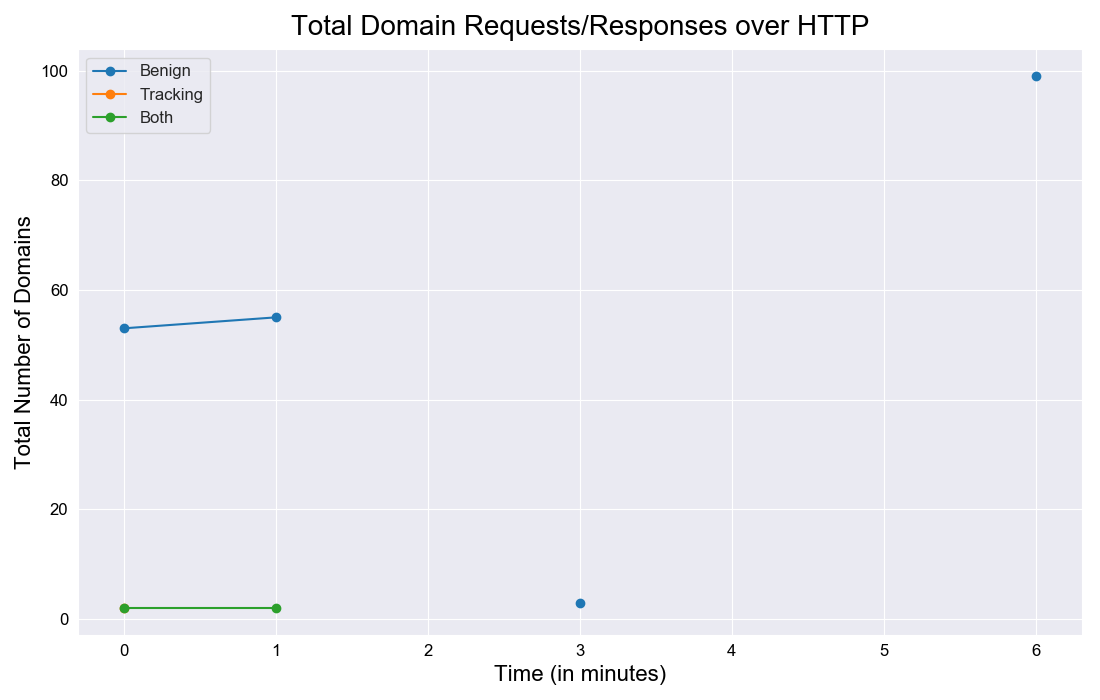 Total Domain Requests/Responses over HTTP
Benign
Tracking
Both
100
80
60
40
20
0
Total Number of Domains
0 1 2 3 4 5 6
Time (in minutes)